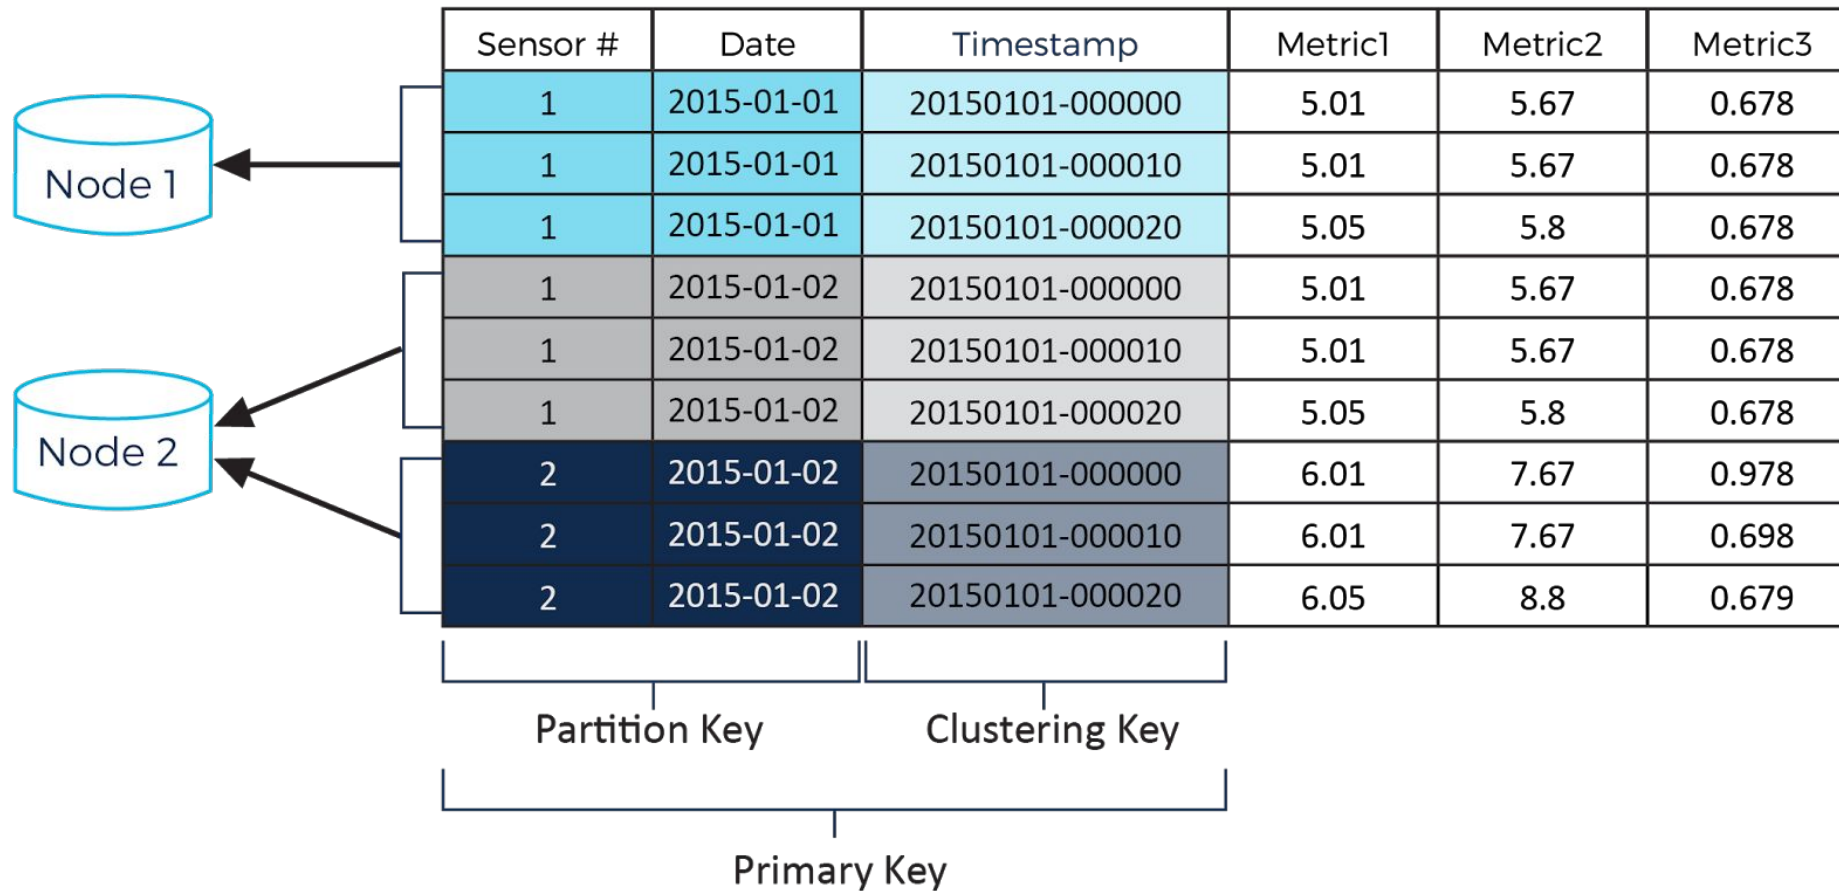 Sensor # Date Timestamp Metric1 Metric2 Metric3
1 2015-01-01 20150101-000000 5.01 5.67 0.678
1 2015-01-01 20150101-000010 5.01 5.67 0.678
1 2015-01-01 20150101-000020 5.05 5.8 0.678
1 2015-01-02 20150101-000000 5.01 5.67 0.678
1 2015-01-02 20150101-000010 5.01 5.67 0.678
1 2015-01-02 20150101-000020 5.05 5.8 0.678
2 2015-01-02 20150101-000000 6.01 7.67 0.978
2 2015-01-02 20150101-000010 6.01 7.67 0.698
2 2015-01-02 20150101-000020 6.05 8.8 0.679
Node 1
Node 2
Partition Key Clustering Key
Primary Key